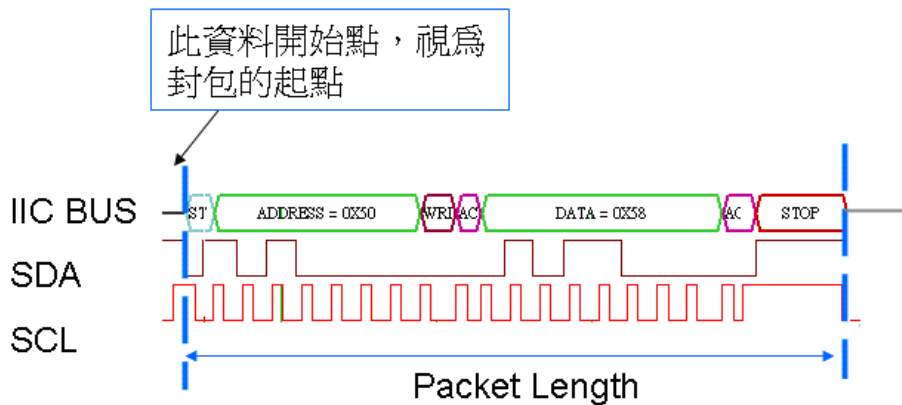 此資料開始點，視為
封包的起點
IIC BUS ST ADDRESS = 0X50 WRI AC DATA = 0X58 AC STOP
SDA
SCL
Packet Length